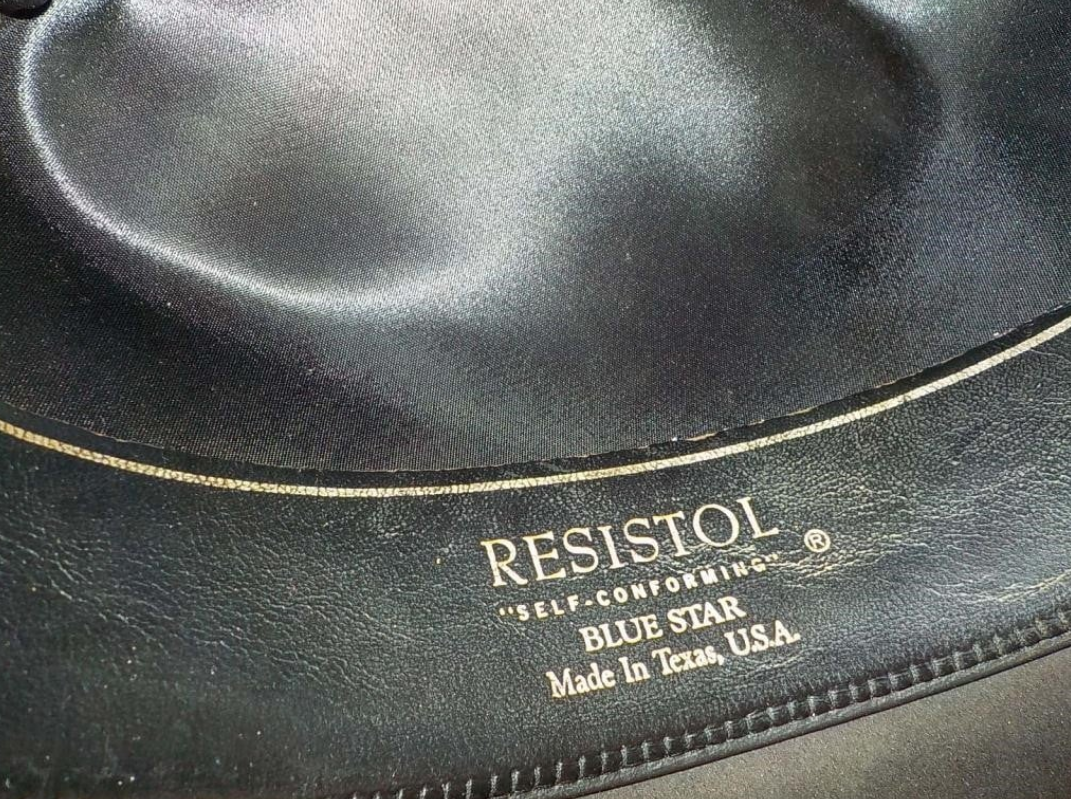 RESISTOL ®
"SELF-CONFORMING"
BLUE STAR
Made In Texas, U.S.A.